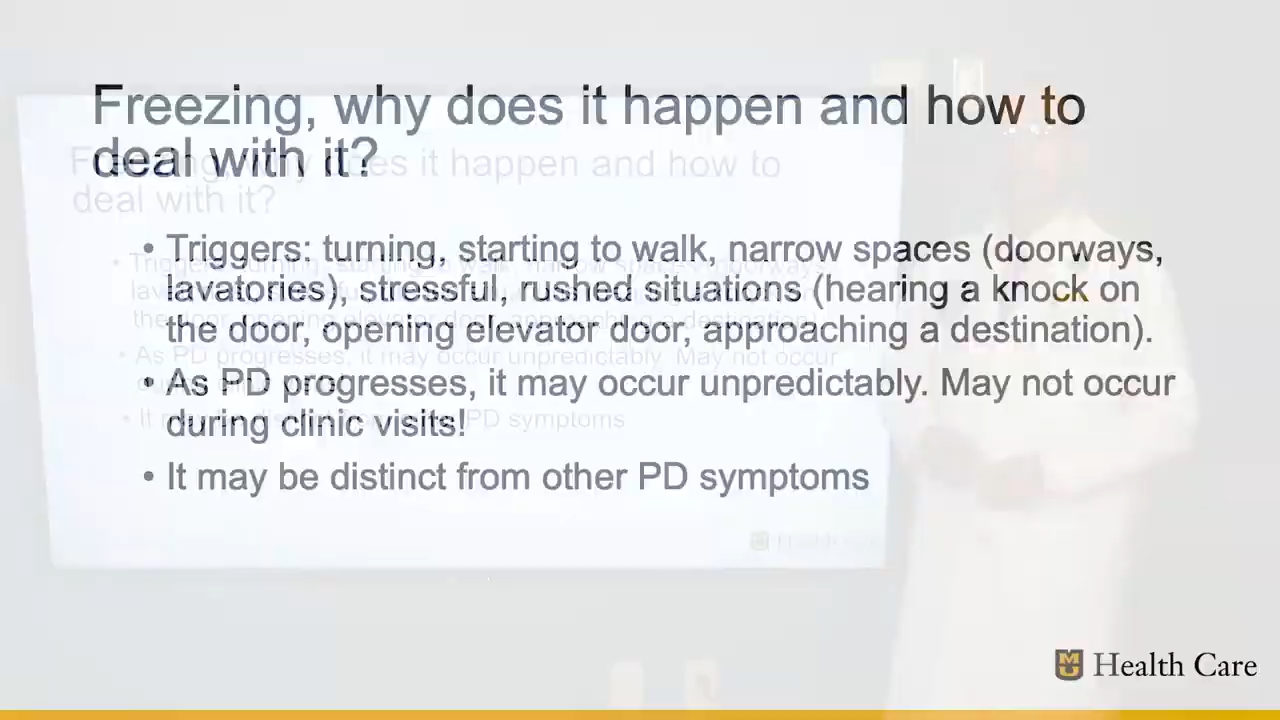 Freezing, why does it happen and how to
deal with it?
• Triggers: turning, starting to walk, narrow spaces (doorways,
lavatories), stressful, rushed situations (hearing a knock on
the door, opening elevator door, approaching a destination).
• As PD progresses, it may occur unpredictably. May not occur
during clinic visits!
• It may be distinct from other PD symptoms
MU Health Care